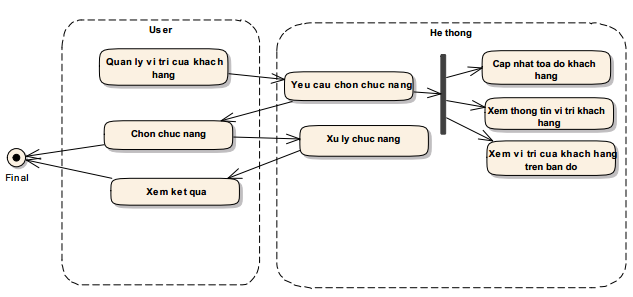 User
He thong
Quan ly vi tri cua khach
hang
Yeu cau chon chuc nang
Cap nhat toa do khach
hang
Xem thong tin vi tri khach
hang
Chon chuc nang
Xu ly chuc nang
Xem vi tri cua khach hang
tren ban do
Final
Xem ket qua